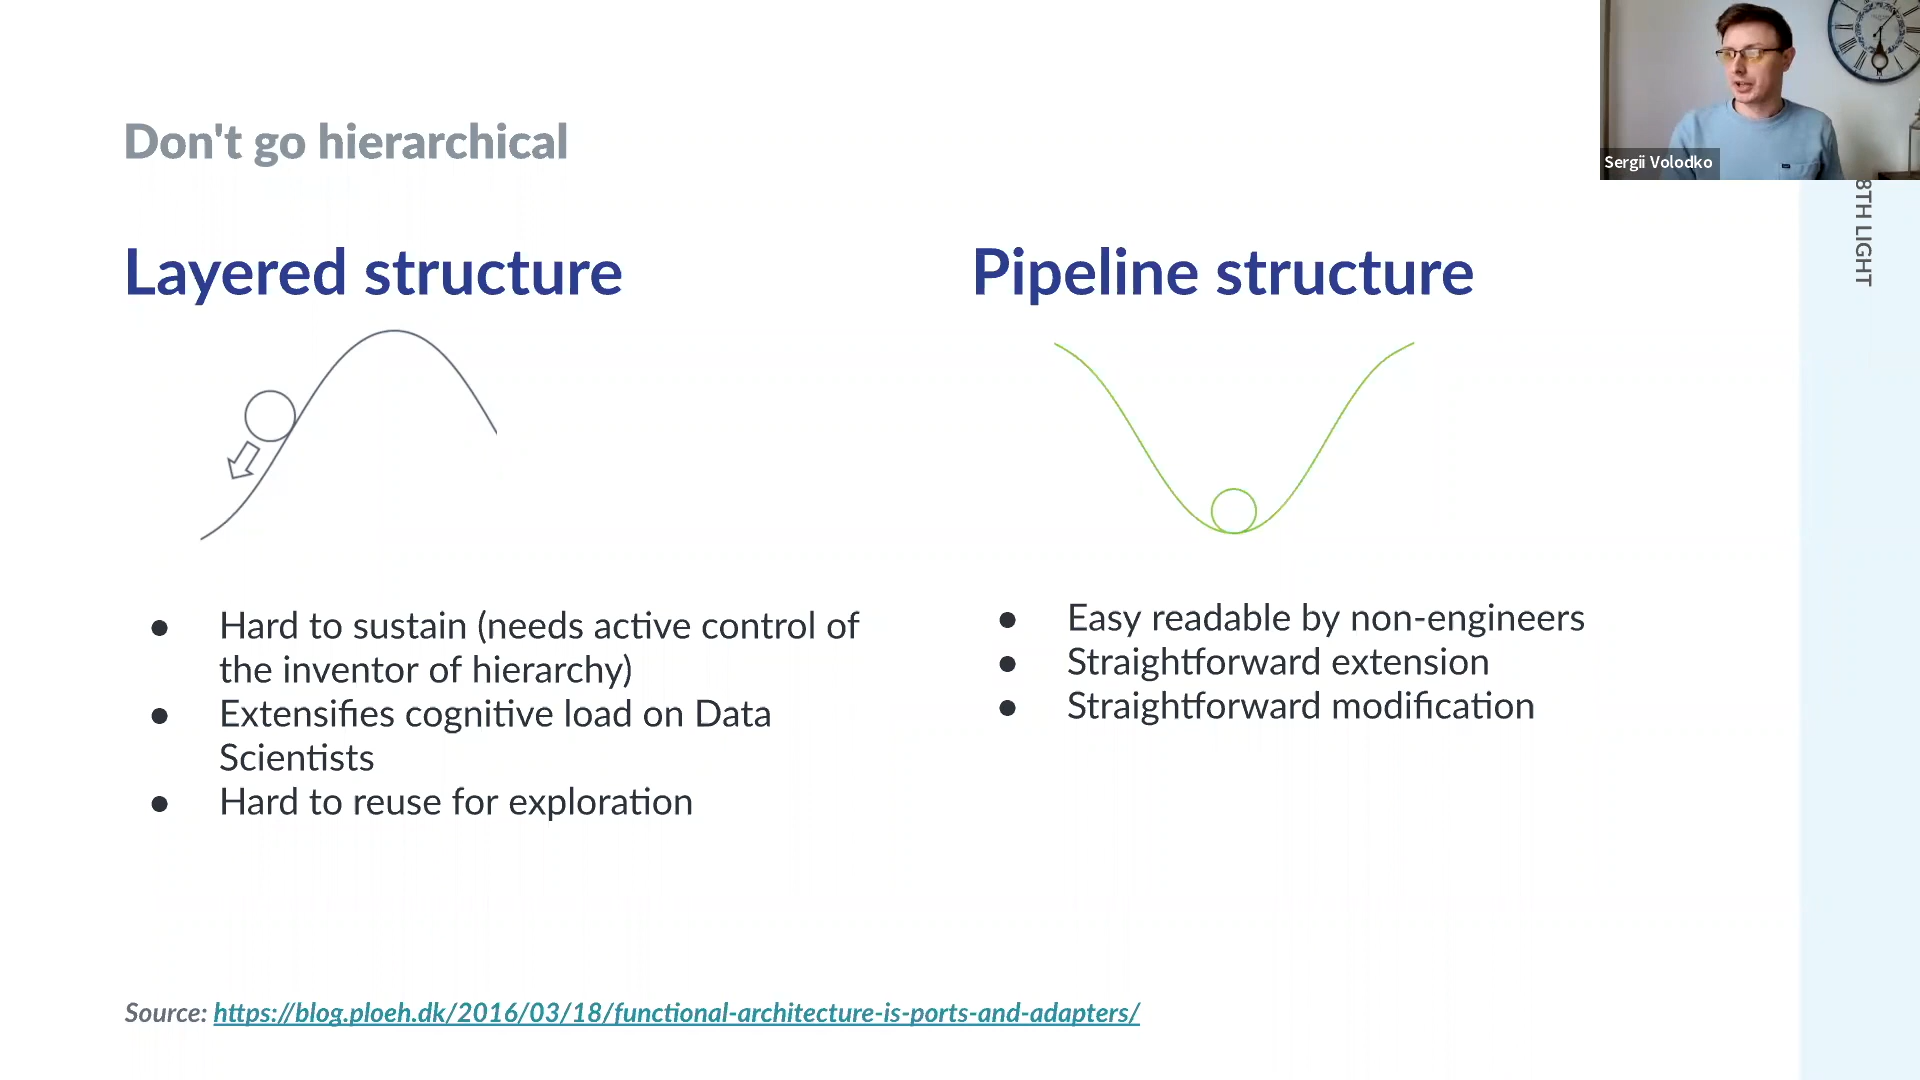 Don't go hierarchical
Layered structure
Hard to sustain (needs active control of
the inventor of hierarchy)
Extensifies cognitive load on Data
Scientists
Hard to reuse for exploration
Pipeline structure
Easy readable by non-engineers
Straightforward extension
Straightforward modification
Source: https://blog.ploeh.dk/2016/03/18/functional-architecture-is-ports-and-adapters/
Sergii Volodko
8TH LIGHT